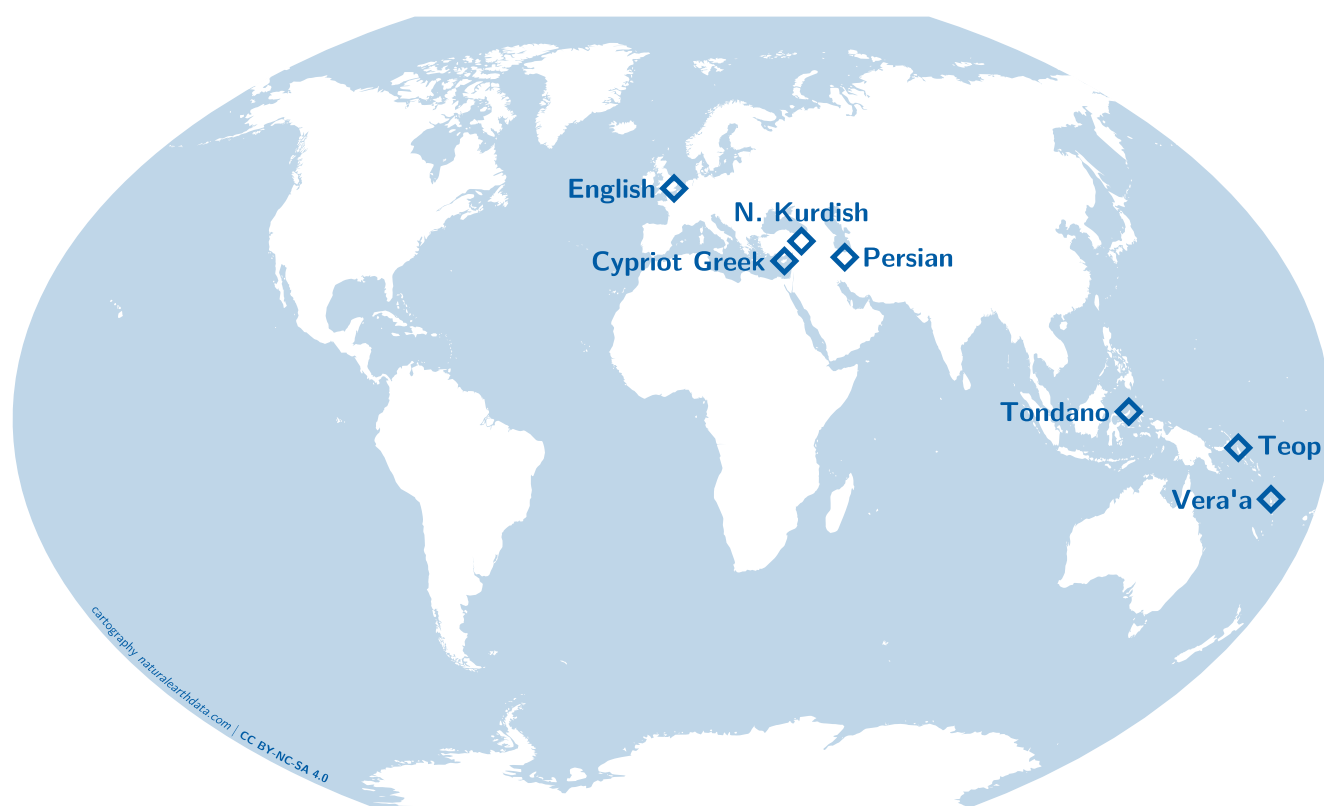 English
N. Kurdish
Cypriot Greek
Persian
Tondano
Teop
Vera'a
cartography naturalearthdata.com | CC BY-NC-SA 4.0